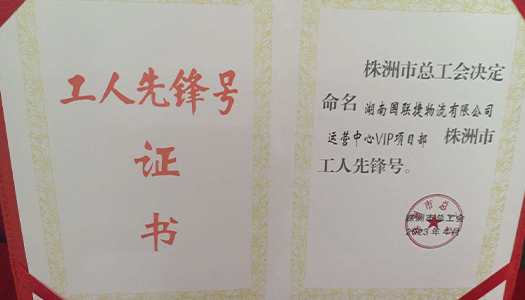 工人先锋号
证
书
株洲市总工会决定
命名 湖南国联捷物流有限公司
运营中心VIP项目部 株洲市
工人先锋号。
株洲市总工会
2023年4月